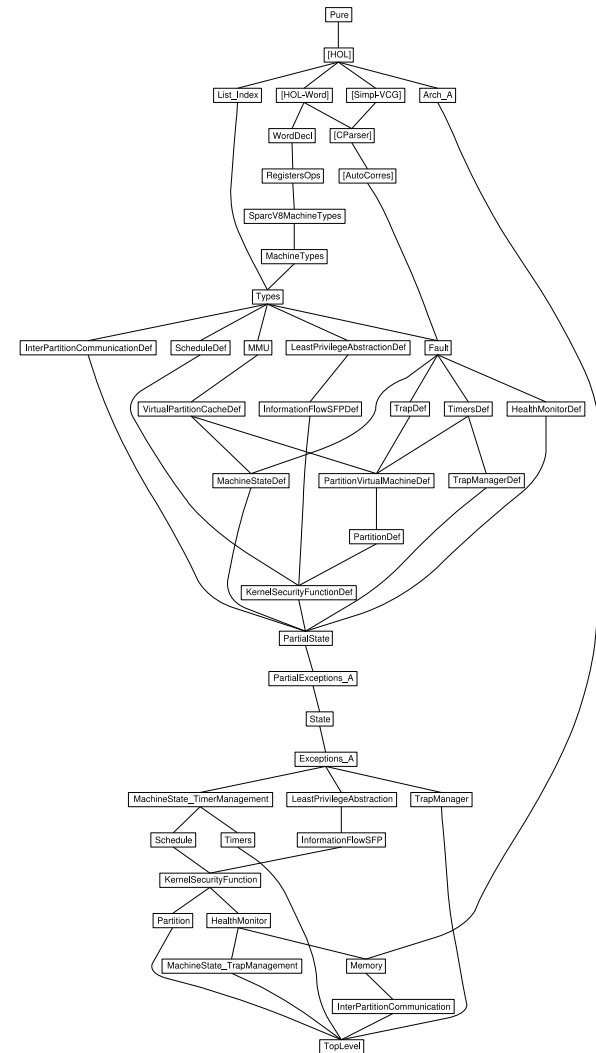 Pure
[HOL]
List_Index
[HOL-Word]
[Simpl-VCG]
Arch_A
WordDecl
[CParser]
RegistersOps
[AutoCorres]
SparcV8MachineTypes
MachineTypes
Types
InterPartitionCommunicationDef
ScheduleDef
MMU
LeastPrivilegeAbstractionDef
Fault
VirtualPartitionCacheDef
InformationFlowSFPDef
TrapDef
TimersDef
HealthMonitorDef
MachineStateDef
PartitionVirtualMachineDef
TrapManagerDef
PartitionDef
KernelSecurityFunctionDef
PartialState
PartialExceptions_A
State
Exceptions_A
MachineState_TimerManagement
LeastPrivilegeAbstraction
TrapManager
Schedule
Timers
InformationFlowSFP
KernelSecurityFunction
Partition
HealthMonitor
MachineState_TrapManagement
Memory
InterPartitionCommunication
TopLevel